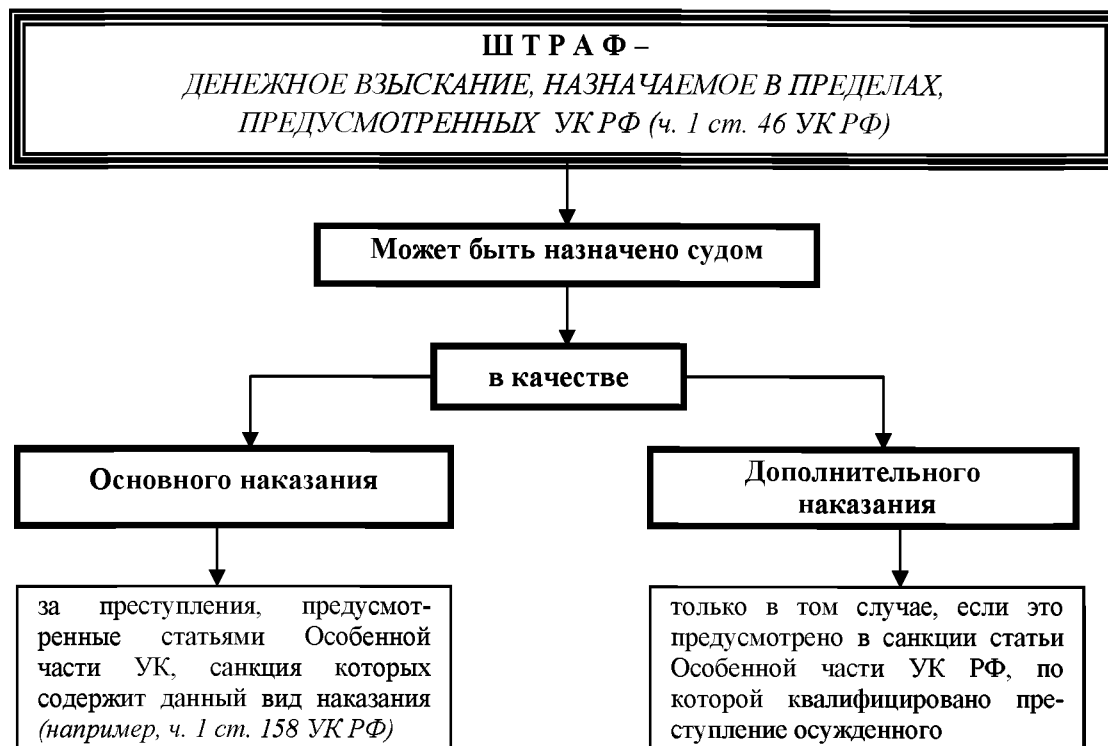 Ш Т Р А Ф –
ДЕНЕЖНОЕ ВЗЫСКАНИЕ, НАЗНАЧАЕМОЕ В ПРЕДЕЛАХ,
ПРЕДУСМОТРЕННЫХ УК РФ (ч. 1 ст. 46 УК РФ)
Может быть назначено судом
в качестве
Основного наказания
за преступления, предусмот-
ренные статьями Особенной
части УК, санкция которых
содержит данный вид наказания
(например, ч. 1 ст. 158 УК РФ)
Дополнительного
наказания
только в том случае, если это
предусмотрено в санкции статьи
Особенной части УК РФ, по
которой квалифицировано пре-
ступление осужденного